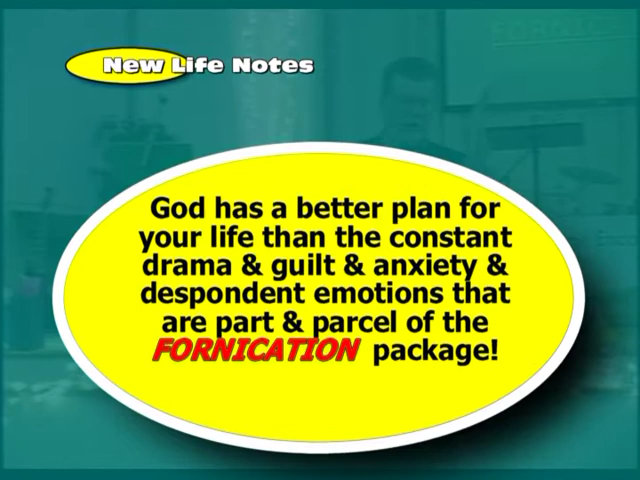 FORNIC
New Life Notes
God has a better plan for
your life than the constant
drama & guilt & anxiety &
despondent emotions that
are part & parcel of the
FORNICATION package!